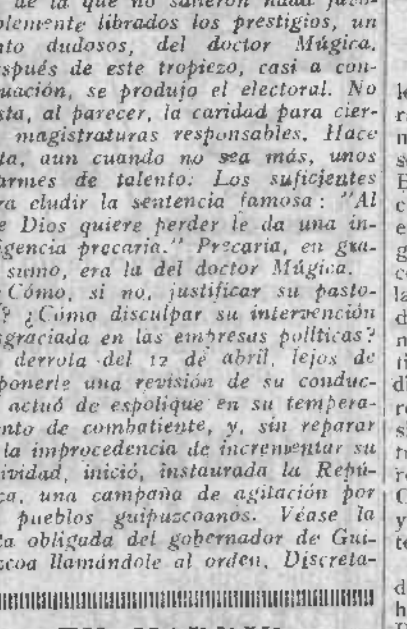 de la que no salieron nada
plemente librados los prestigios, un
nto dudosos, del doctor Múgica.
spués de este tropiezo, casi a con-
uación, se produjo el electoral. No
sta, al parecer, la caridad para cier-
magistraturas responsables. Hace
ta, aun cuando no sea más, unos
armes de talento: Los suficientes
ra eludir la sentencia famosa: "Al
e Dios quiere perder le da una in-
igencia precaria." Precaria, en gra-
sumo, era la del doctor Múgica.
¿Cómo, si no, justificar su pasto-
? ¿Cómo disculpar su intervención
sgraciada en las empresas políticas?
derrota del 12 de abril, lejos de
ponerle una revisión de su conduc-
actuó de espolique en su tempera-
nto de combatiente, y, sin reparar
la improcedencia de incrementar su
ividad, inició, instaurada la Repú-
ca, una campaña de agitación por
pueblos guipuzcoanos. Véase la
ta obligada del gobernador de Gui-
zcoa llamándole al orden. Discreta-